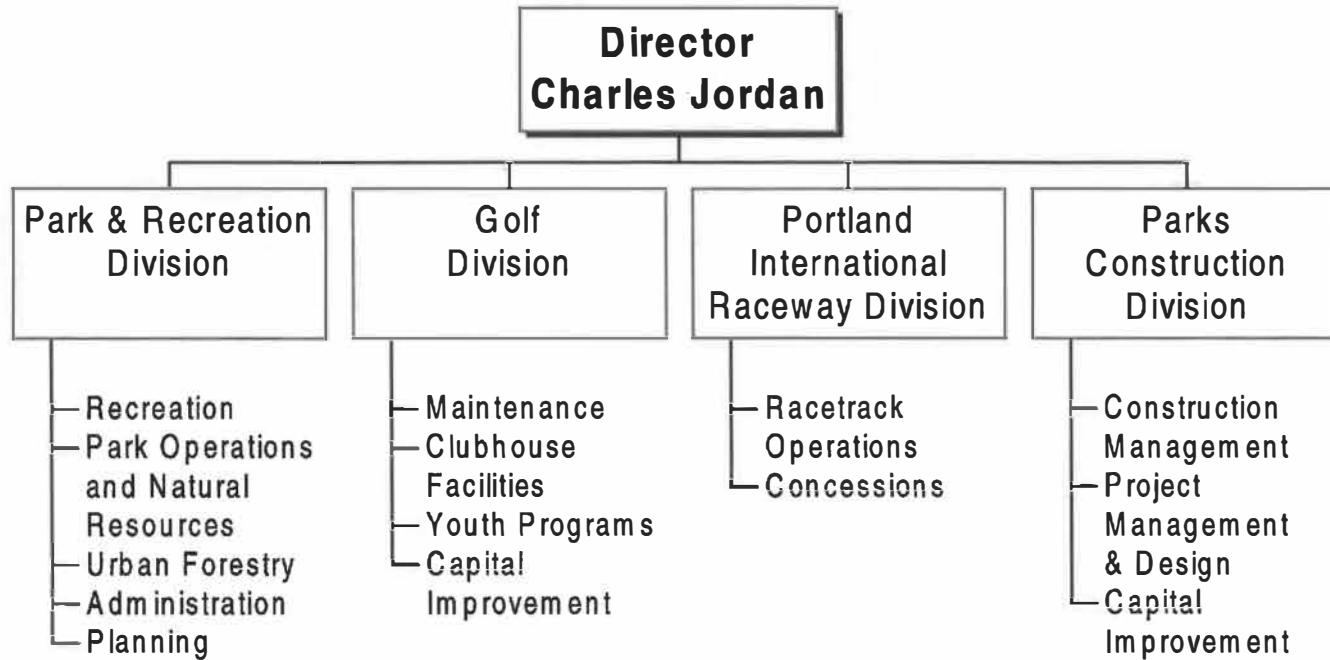 Director
Charles Jordan
Park & Recreation
Division
Golf
Division
Portland
International
Raceway Division
Parks
Construction
Division
Recreation
Park Operations
and Natural
Resources
Urban Forestry
Administration
Planning
Maintenance
Clubhouse
Facilities
Youth Programs
Capital
Improvement
Racetrack
Operations
Concessions
Construction
Management
Project
Management
& Design
Capital
Improvement